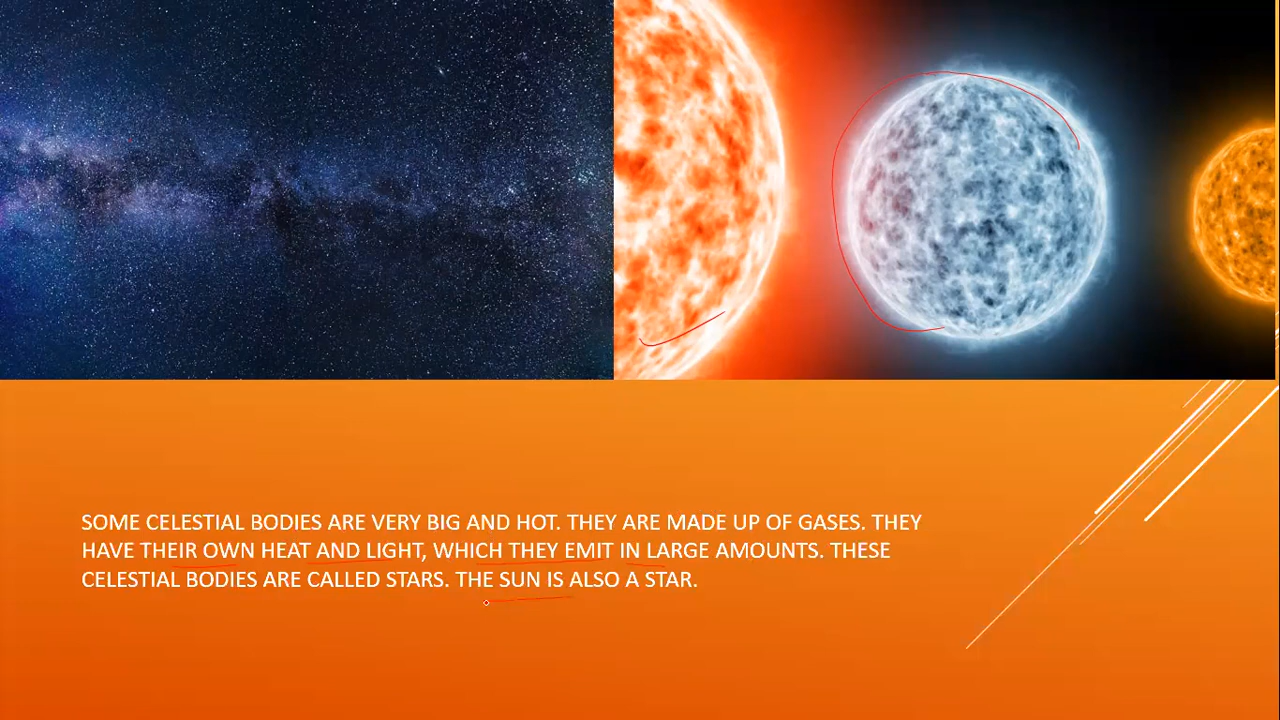 SOME CELESTIAL BODIES ARE VERY BIG AND HOT. THEY ARE MADE UP OF GASES. THEY
HAVE THEIR OWN HEAT AND LIGHT, WHICH THEY EMIT IN LARGE AMOUNTS. THESE
CELESTIAL BODIES ARE CALLED STARS. THE SUN IS ALSO A STAR.